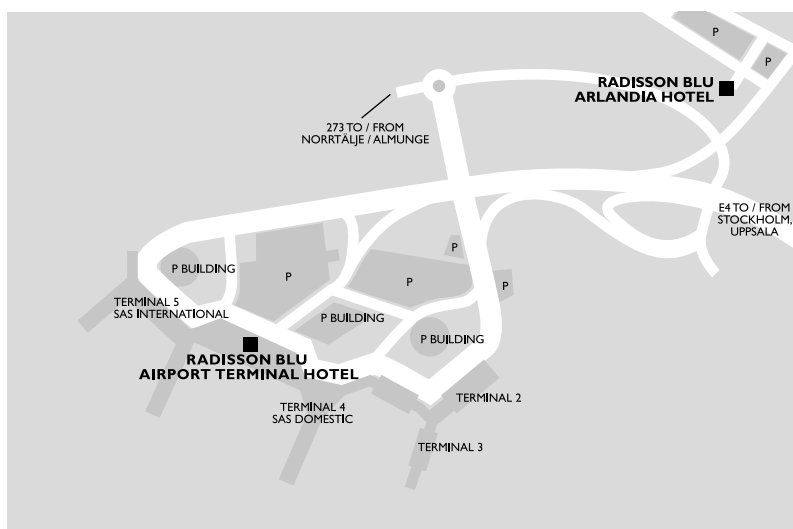 P
P
RADISSON BLU
ARLANDIA HOTEL
273 TO / FROM
NORRTÄLJE / ALMUNGE
E4 TO / FROM
STOCKHOLM,
UPPSALA
P
P BUILDING
P
P
P
TERMINAL 5
SAS INTERNATIONAL
P BUILDING
P BUILDING
RADISSON BLU
AIRPORT TERMINAL HOTEL
TERMINAL 4
SAS DOMESTIC
TERMINAL 2
TERMINAL 3